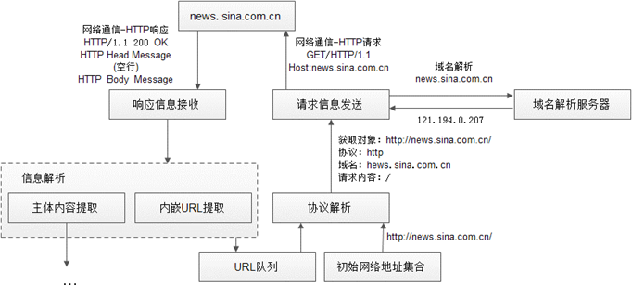 news.sina.com.cn
网络通信-HTTP响应
HTTP/1.1 200 OK
HTTP Head Message
(空行)
HTTP Body Message
网络通信-HTTP请求
GET/HTTP/1.1
Host news.sina.com.cn
域名解析
news.sina.com.cn
响应信息接收
请求信息发送
域名解析服务器
121.194.0.207
获取对象：http://news.sina.com.cn/
协议：http
域名：news.sina.com.cn
请求内容：/
信息解析
主体内容提取
内嵌URL提取
协议解析
http://news.sina.com.cn/
URL队列
初始网络地址集合
...